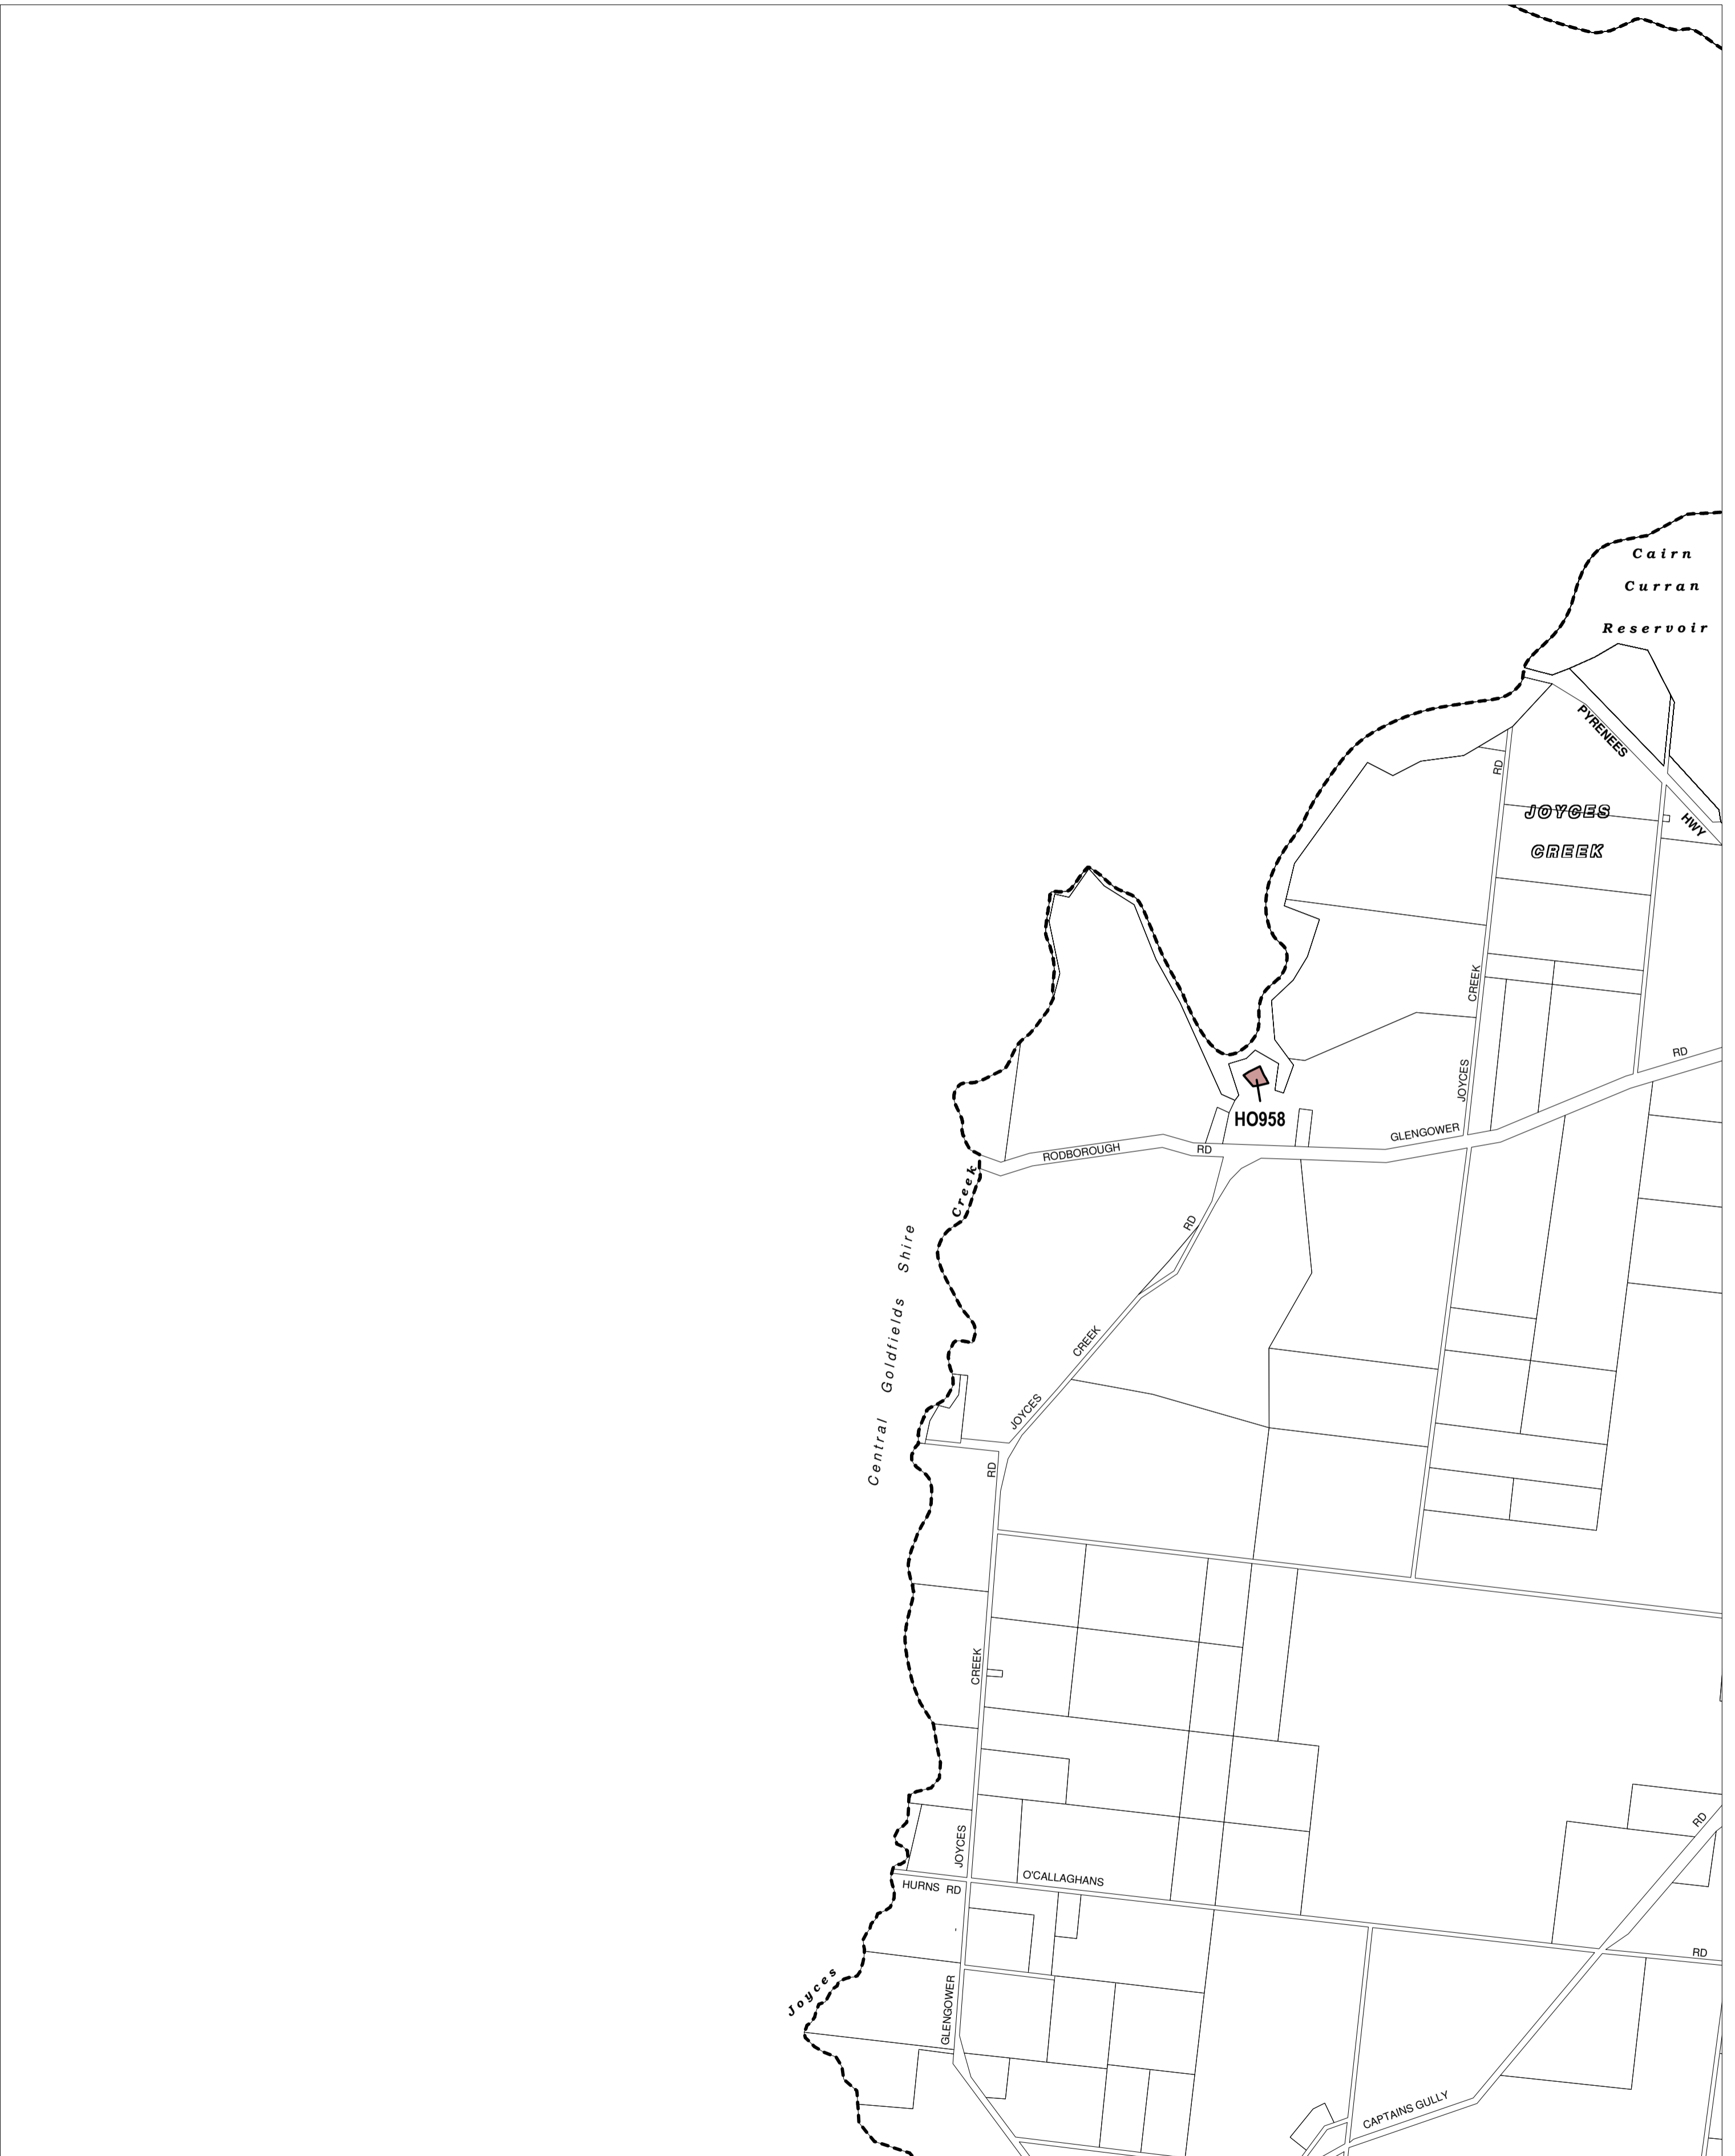 Cairn
Curran
Reservoir
PYRENEES
HWY
RD
JOYCES
CREEK
CREEK
JOYCES
RD
GLENGOWER
HO958
RODBOROUGH
RD
Creek
RD
Central Goldfields Shire
CREEK
JOYCES
RD
CREEK
JOYCES
RD
O'CALLAGHANS
HURNS RD
RD
Joyces
GLENGOWER
CAPTAINS GULLY